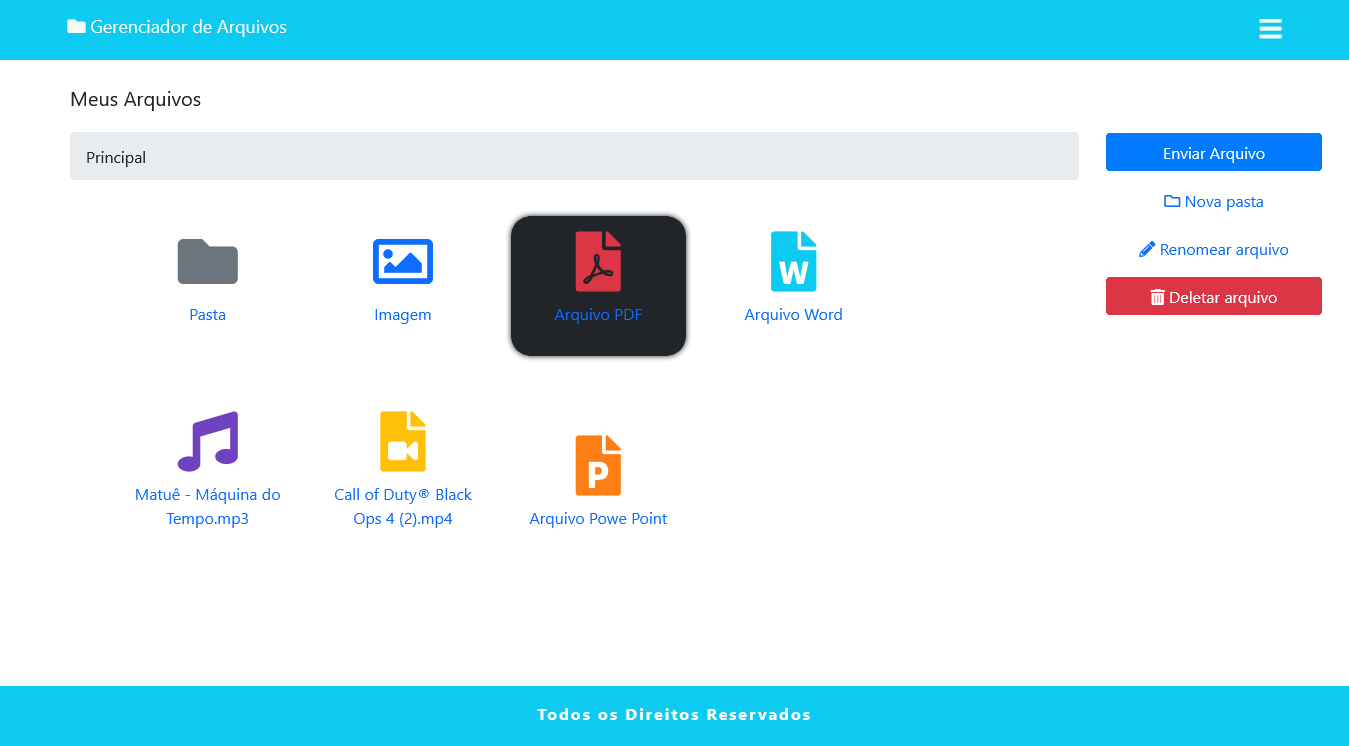 Gerenciador de Arquivos
Meus Arquivos
Principal
Enviar Arquivo
Nova pasta
Renomear arquivo
Deletar arquivo
Pasta
Imagem
Arquivo PDF
W
Arquivo Word
Matuê - Máquina do
Tempo.mp3
Call of Duty® Black
Ops 4 (2).mp4
P
Arquivo Powe Point
Todos os Direitos Reservados